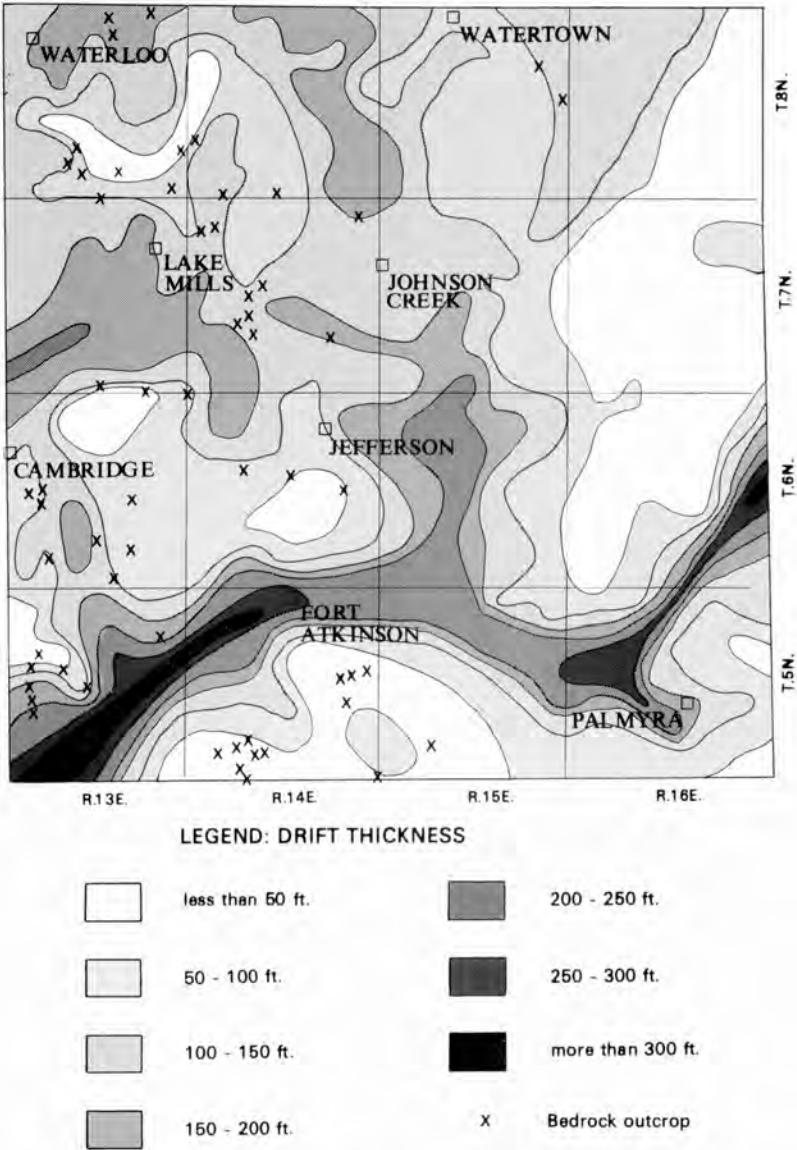 WATERLOO
WATERTOWN
T.8N.
LAKE
MILLS
JOHNSON
CREEK
T.7N.
JEFFERSON
CAMBRIDGE
T.6N.
FORT
ATKINSON
PALMYRA
T.5N.
R.13E. R.14E. R.15E. R.16E.
LEGEND: DRIFT THICKNESS
less than 50 ft.
200 - 250 ft.
50 - 100 ft.
250 - 300 ft.
100 - 150 ft.
more than 300 ft.
150 - 200 ft.
X Bedrock outcrop